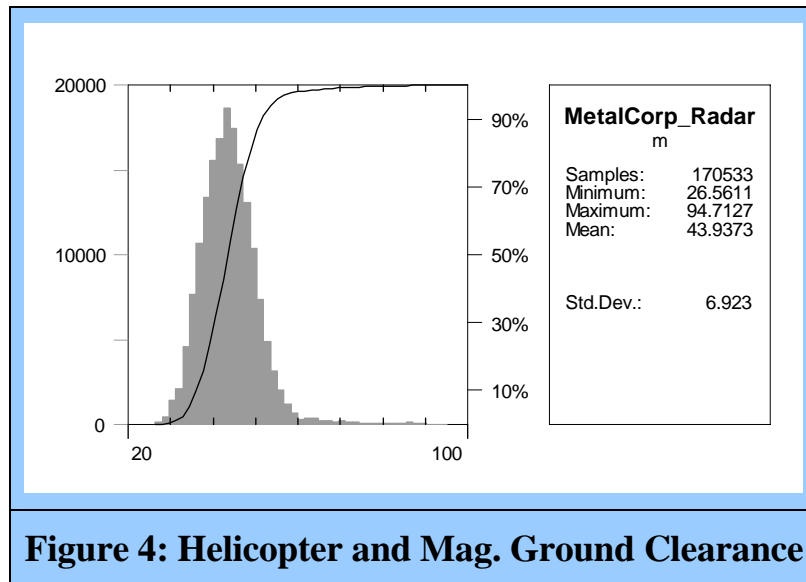 20000
10000
0
20
100
90%
70%
50%
30%
10%
MetalCorp_Radar
m
Samples: 170533
Minimum: 26.5611
Maximum: 94.7127
Mean: 43.9373
Std.Dev.: 6.923
Figure 4: Helicopter and Mag. Ground Clearance